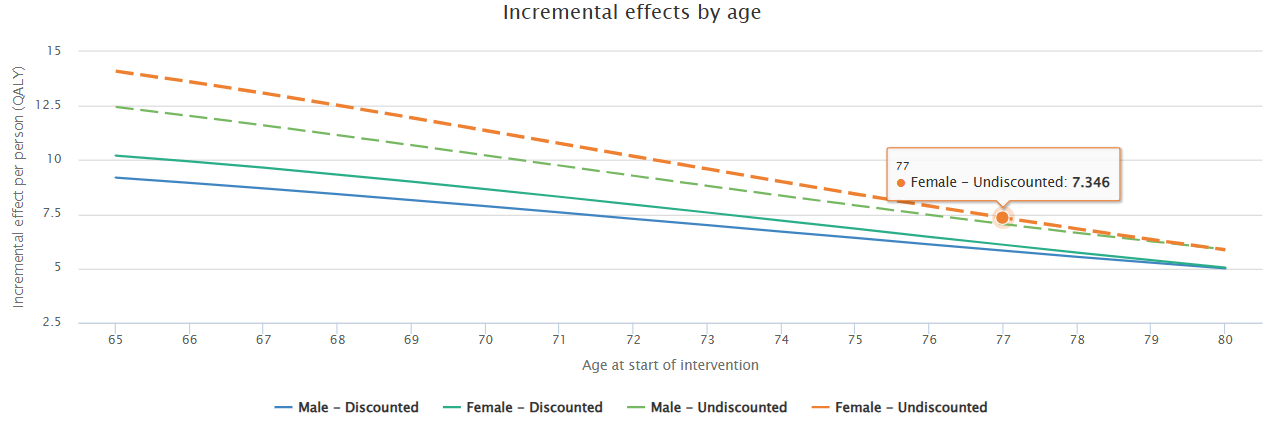 Incremental effects by age
Incremental effect per person (QALY)
15
12.5
10
7.5
5
2.5
77
Female – Undiscounted: 7.346
65 66 67 68 69 70 71 72 73 74 75 76 77 78 79 80
Age at start of intervention
Male – Discounted Female – Discounted Male – Undiscounted Female – Undiscounted